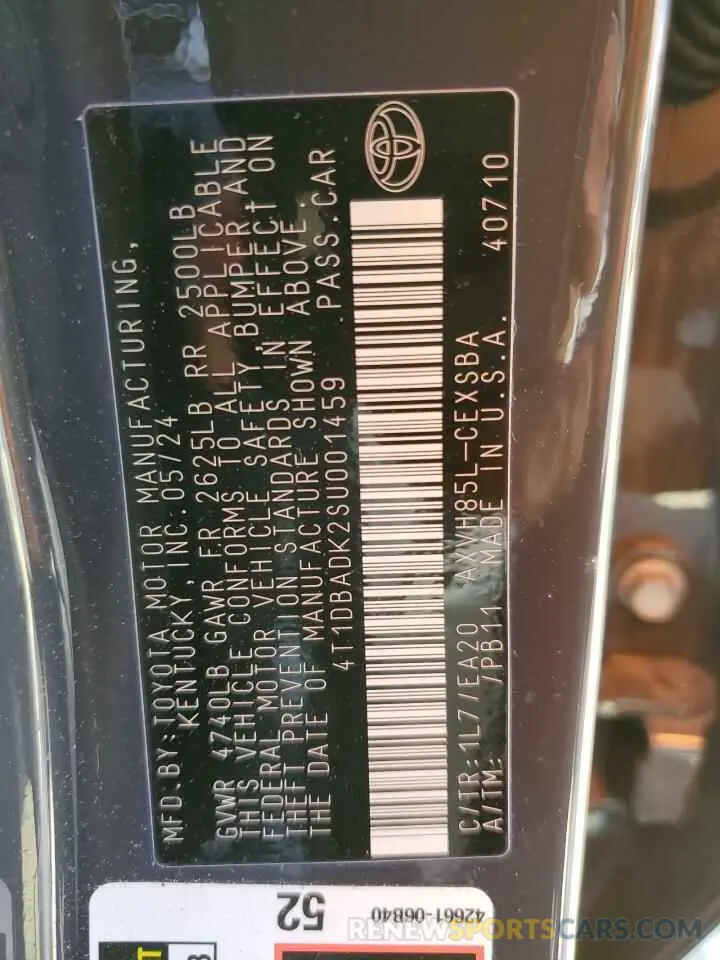 MFD.BY:TOYOTA MOTOR MANUFACTURING,
KENTUCKY, INC.05/24
GVWR 4740LB GAWR FR 2625LB RR 2500LB
THIS VEHICLE CONFORMS TO ALL APPLICABLE
FEDERAL MOTOR VEHICLE SAFETY, BUMPER, AND
THEFT PREVENTION STANDARDS IN EFFECT ON
THE DATE OF MANUFACTURE SHOWN ABOVE.
4T1DBADK2SU001459 PASS.CAR
C/TR:1L7/EA20 AXVH85L-CEXSBA
A/TM: /PB11 MADE IN U.S.A. 40710
52
42661-06B40
RENEWSPORTSCARS.COM